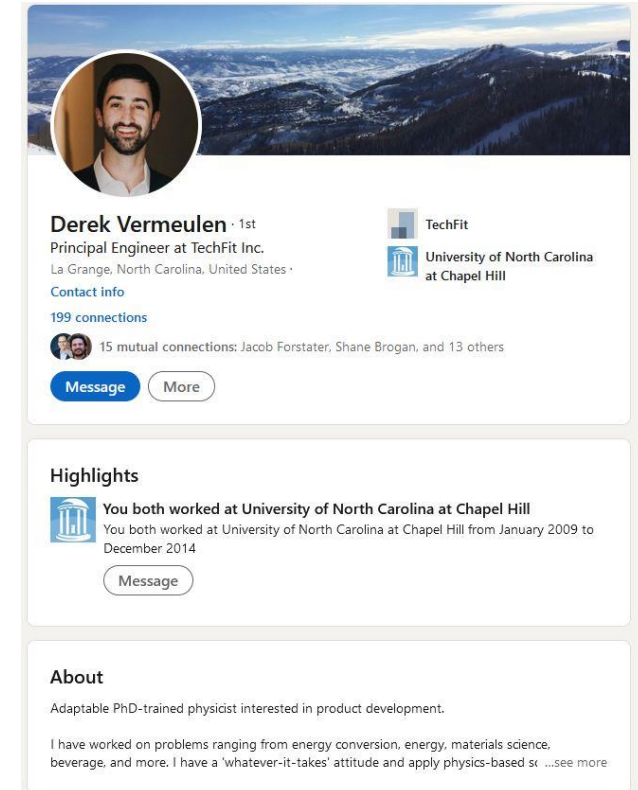 Derek Vermeulen · 1st
Principal Engineer at TechFit Inc.
La Grange, North Carolina, United States ·
Contact info
199 connections
15 mutual connections: Jacob Forstater, Shane Brogan, and 13 others
Message
More
TechFit
University of North Carolina
at Chapel Hill
Highlights
You both worked at University of North Carolina at Chapel Hill
You both worked at University of North Carolina at Chapel Hill from January 2009 to
December 2014
Message
About
Adaptable PhD-trained physicist interested in product development.
I have worked on problems ranging from energy conversion, energy, materials science,
beverage, and more. I have a 'whatever-it-takes' attitude and apply physics-based ...see more